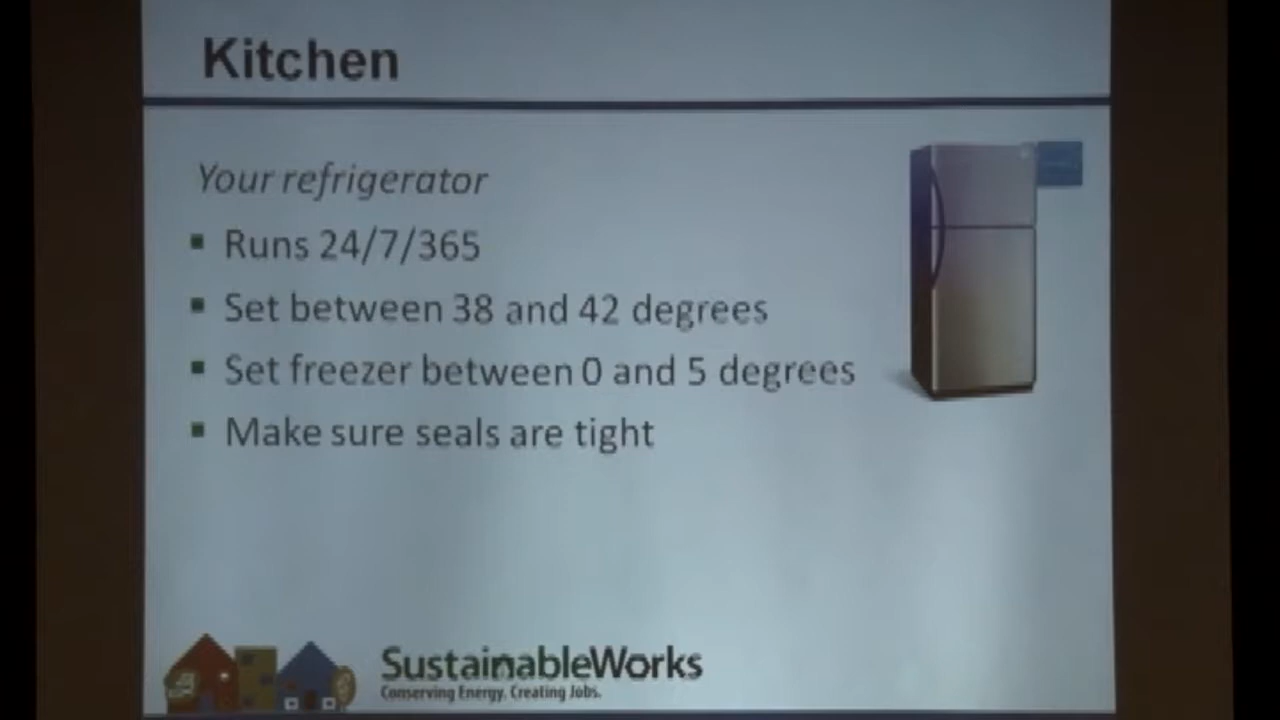 Kitchen
Your refrigerator
Runs 24/7/365
Set between 38 and 42 degrees
Set freezer between 0 and 5 degrees
Make sure seals are tight
SustainableWorks
Conserving Energy. Creating Jobs.